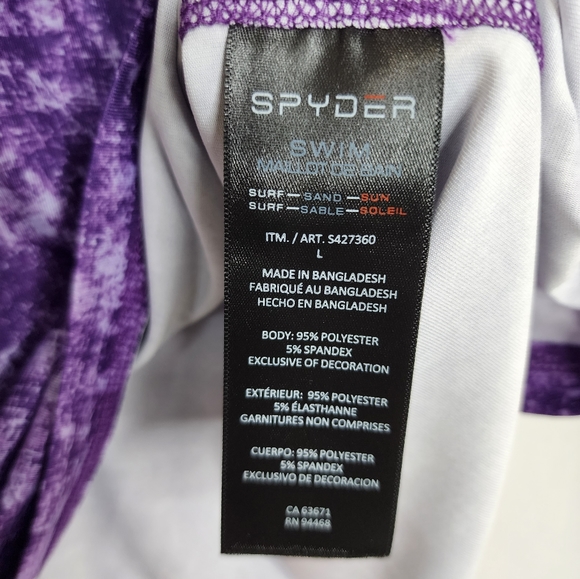 SPYDER
SWIM
MAILLOT DE BAIN
SURF—SAND—SUN
SURF—SABLE—SOLEIL
ITM. / ART. S427360
L
MADE IN BANGLADESH
FABRIQUÉ AU BANGLADESH
HECHO EN BANGLADESH
BODY: 95% POLYESTER
5% SPANDEX
EXCLUSIVE OF DECORATION
EXTÉRIEUR: 95% POLYESTER
5% ÉLASTHANNE
GARNITURES NON COMPRISES
CUERPO: 95% POLYESTER
5% SPANDEX
EXCLUSIVO DE DECORACION
CA 63671
RN 94468